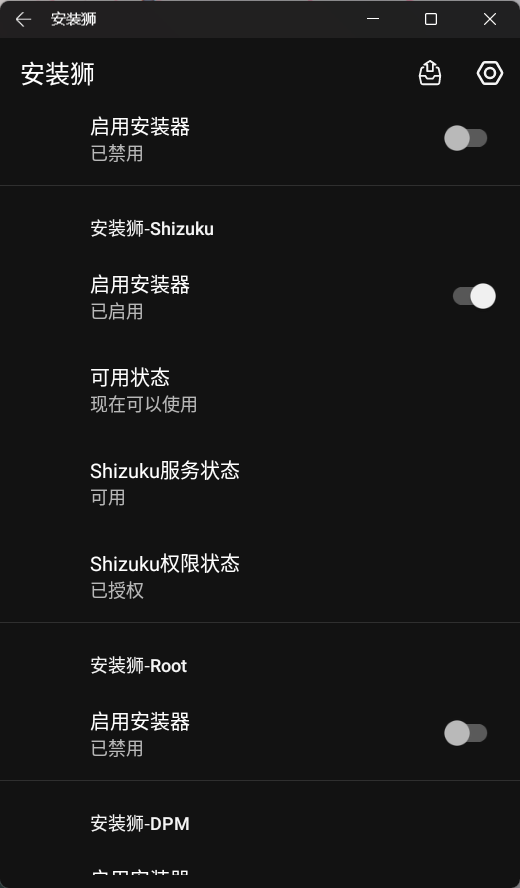 安装狮
安装狮
启用安装器
已禁用
安装狮-Shizuku
启用安装器
已启用
可用状态
现在可以使用
Shizuku服务状态
可用
Shizuku权限状态
已授权
安装狮-Root
启用安装器
已禁用
安装狮-DPM